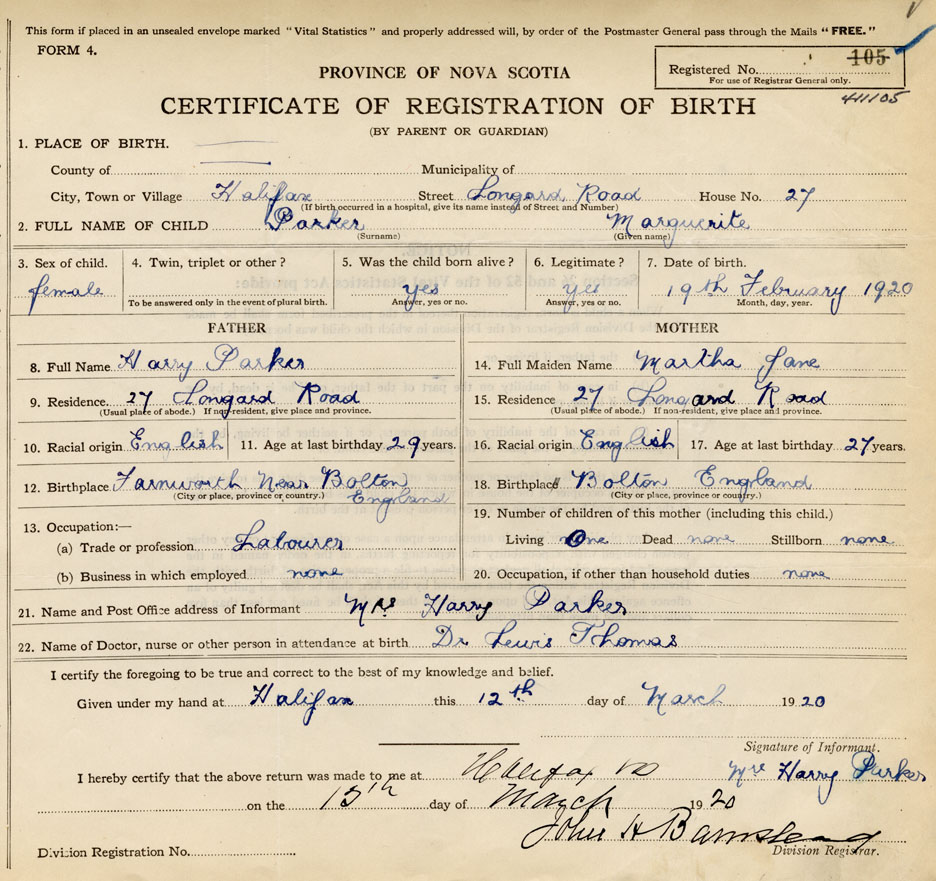 This form if placed in an unsealed envelope marked "Vital Statistics" and properly addressed will, by order of the Postmaster General pass through the Mails "FREE."
FORM 4.
Registered No. 105
For use of Registrar General only.
411105
PROVINCE OF NOVA SCOTIA
CERTIFICATE OF REGISTRATION OF BIRTH
(BY PARENT OR GUARDIAN)
1. PLACE OF BIRTH.
County of Municipality of
City, Town or Village Halifax Street Longard Road House No. 27
(If birth occurred in a hospital, give its name instead of Street and Number)
2. FULL NAME OF CHILD Parker Marguerite
(Surname) (Given name)
3. Sex of child. 4. Twin, triplet or other? 5. Was the child born alive? 6. Legitimate? 7. Date of birth.
female yes yes 19th February 1920
To be answered only in the event of plural birth. Answer, yes or no. Answer, yes or no. Month, day, year.
FATHER MOTHER
8. Full Name Harry Parker 14. Full Maiden Name Martha Jane
9. Residence. 27 Longard Road 15. Residence 27 Longard Road
(Usual place of abode.) If non-resident, give place and province. (Usual place of abode.) If non-resident, give place and province.
10. Racial origin English 11. Age at last birthday 29 years. 16. Racial origin English 17. Age at last birthday 27 years.
12. Birthplace Farnworth Near Bolton England 18. Birthplace Bolton England
(City or place, province or country.) (City or place, province or country.)
13. Occupation:— 19. Number of children of this mother (including this child.)
(a) Trade or profession Labourer Living One Dead none Stillborn none
(b) Business in which employed none 20. Occupation, if other than household duties none
21. Name and Post Office address of Informant Mrs Harry Parker
22. Name of Doctor, nurse or other person in attendance at birth Dr Lewis Thomas
I certify the foregoing to be true and correct to the best of my knowledge and belief.
Given under my hand at Halifax this 12th day of March 1920
Signature of Informant.
Mrs Harry Parker
I hereby certify that the above return was made to me at Halifax NS
on the 15th day of March 1920
John H Barnstead
Division Registrar.
Division Registration No.